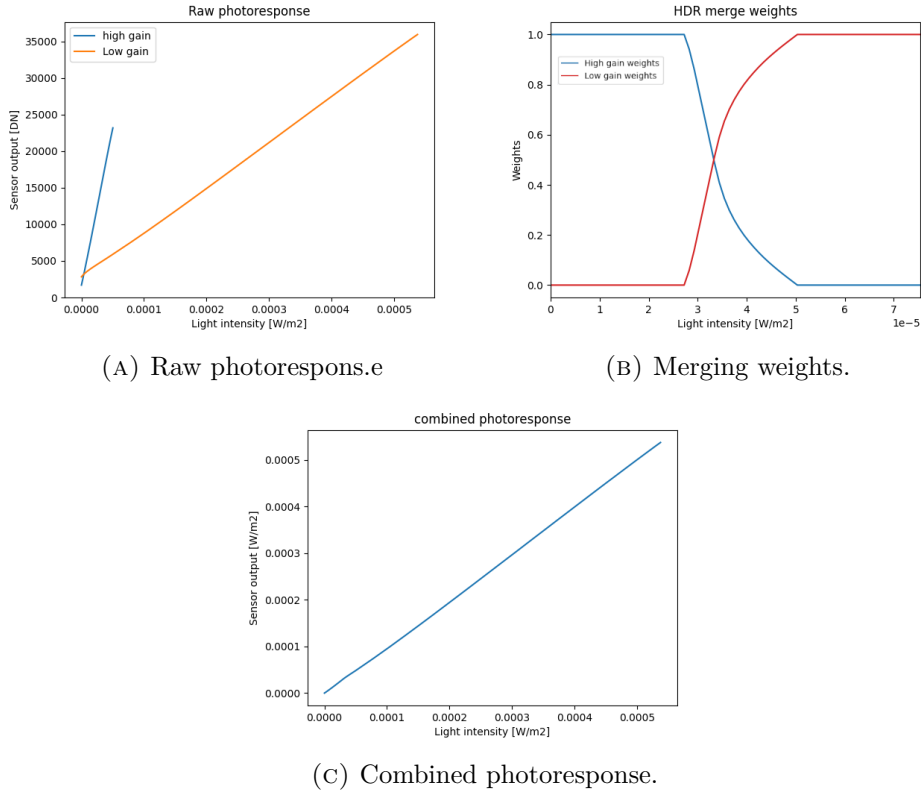 Raw photoresponse
high gain
Low gain
35000
30000
25000
20000
15000
10000
5000
0
Sensor output [DN]
0.0000 0.0001 0.0002 0.0003 0.0004 0.0005
Light intensity [W/m2]
(A) Raw photorespons.e
HDR merge weights
High gain weights
Low gain weights
1.0
0.8
0.6
0.4
0.2
0.0
Weights
0 1 2 3 4 5 6 7
1e−5
Light intensity [W/m2]
(B) Merging weights.
combined photoresponse
0.0005
0.0004
0.0003
0.0002
0.0001
0.0000
Sensor output [W/m2]
0.0000 0.0001 0.0002 0.0003 0.0004 0.0005
Light intensity [W/m2]
(C) Combined photoresponse.